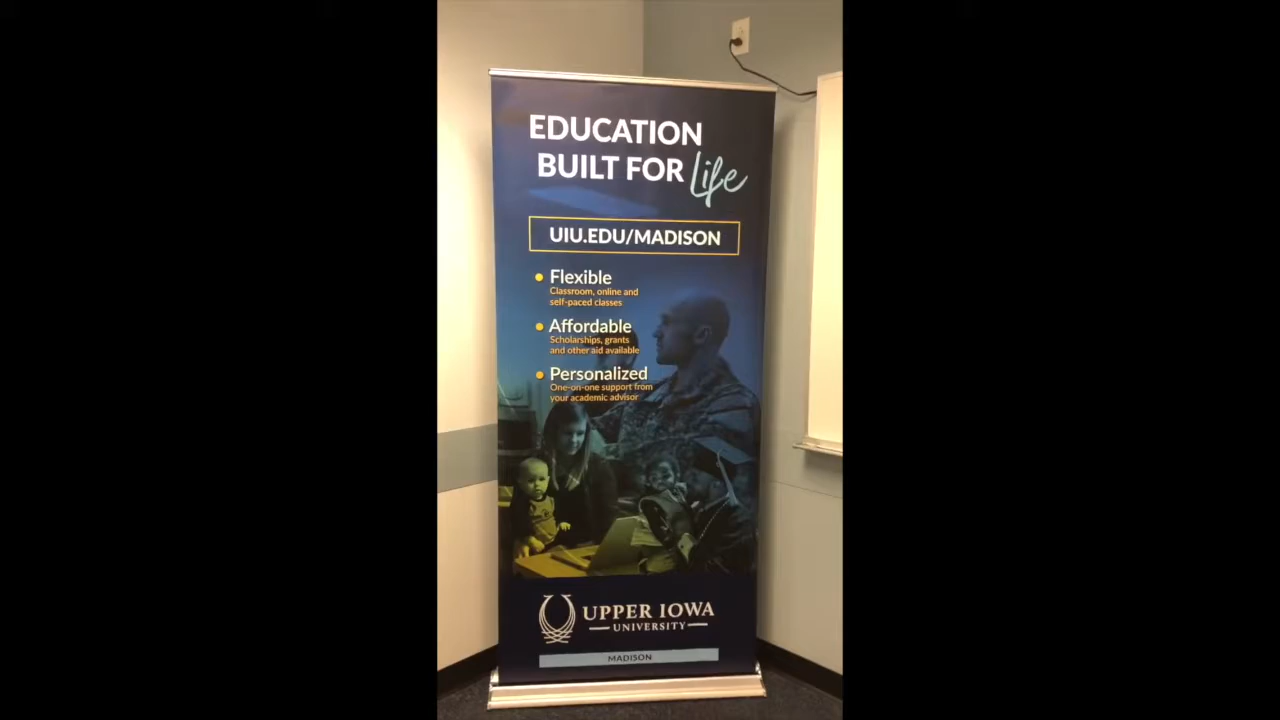 EDUCATION
BUILT FOR Life
UIU.EDU/MADISON
Flexible
Classroom, online and
self-paced classes
Affordable
Scholarships, grants
and other aid available
Personalized
One-on-one support from
your academic advisor
UPPER IOWA
UNIVERSITY
MADISON